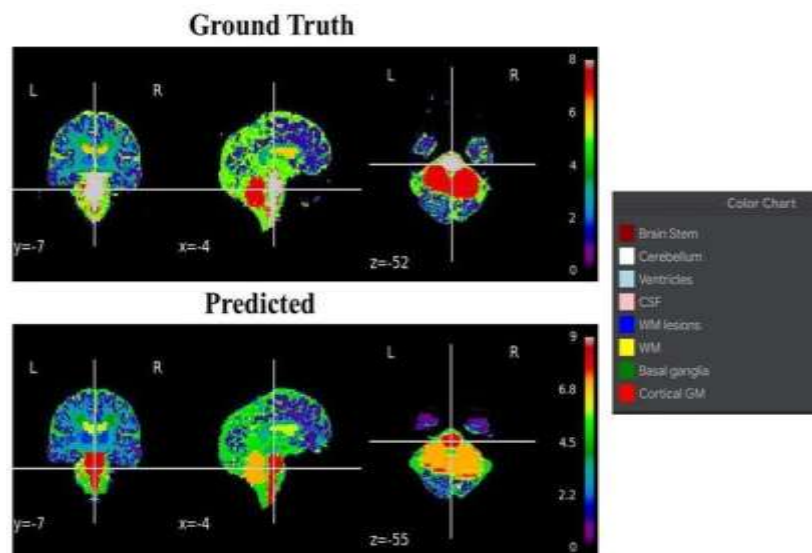 Ground Truth
L R
8
6
4
2
0
y=-7 x=-4 z=-52
Predicted
L R L R
9
6.8
4.5
2.2
0
y=-7 x=-4 z=-55
Color Chart
Brain Stem
Cerebellum
Ventricles
CSF
WM lesions
WM
Basal ganglia
Cortical GM